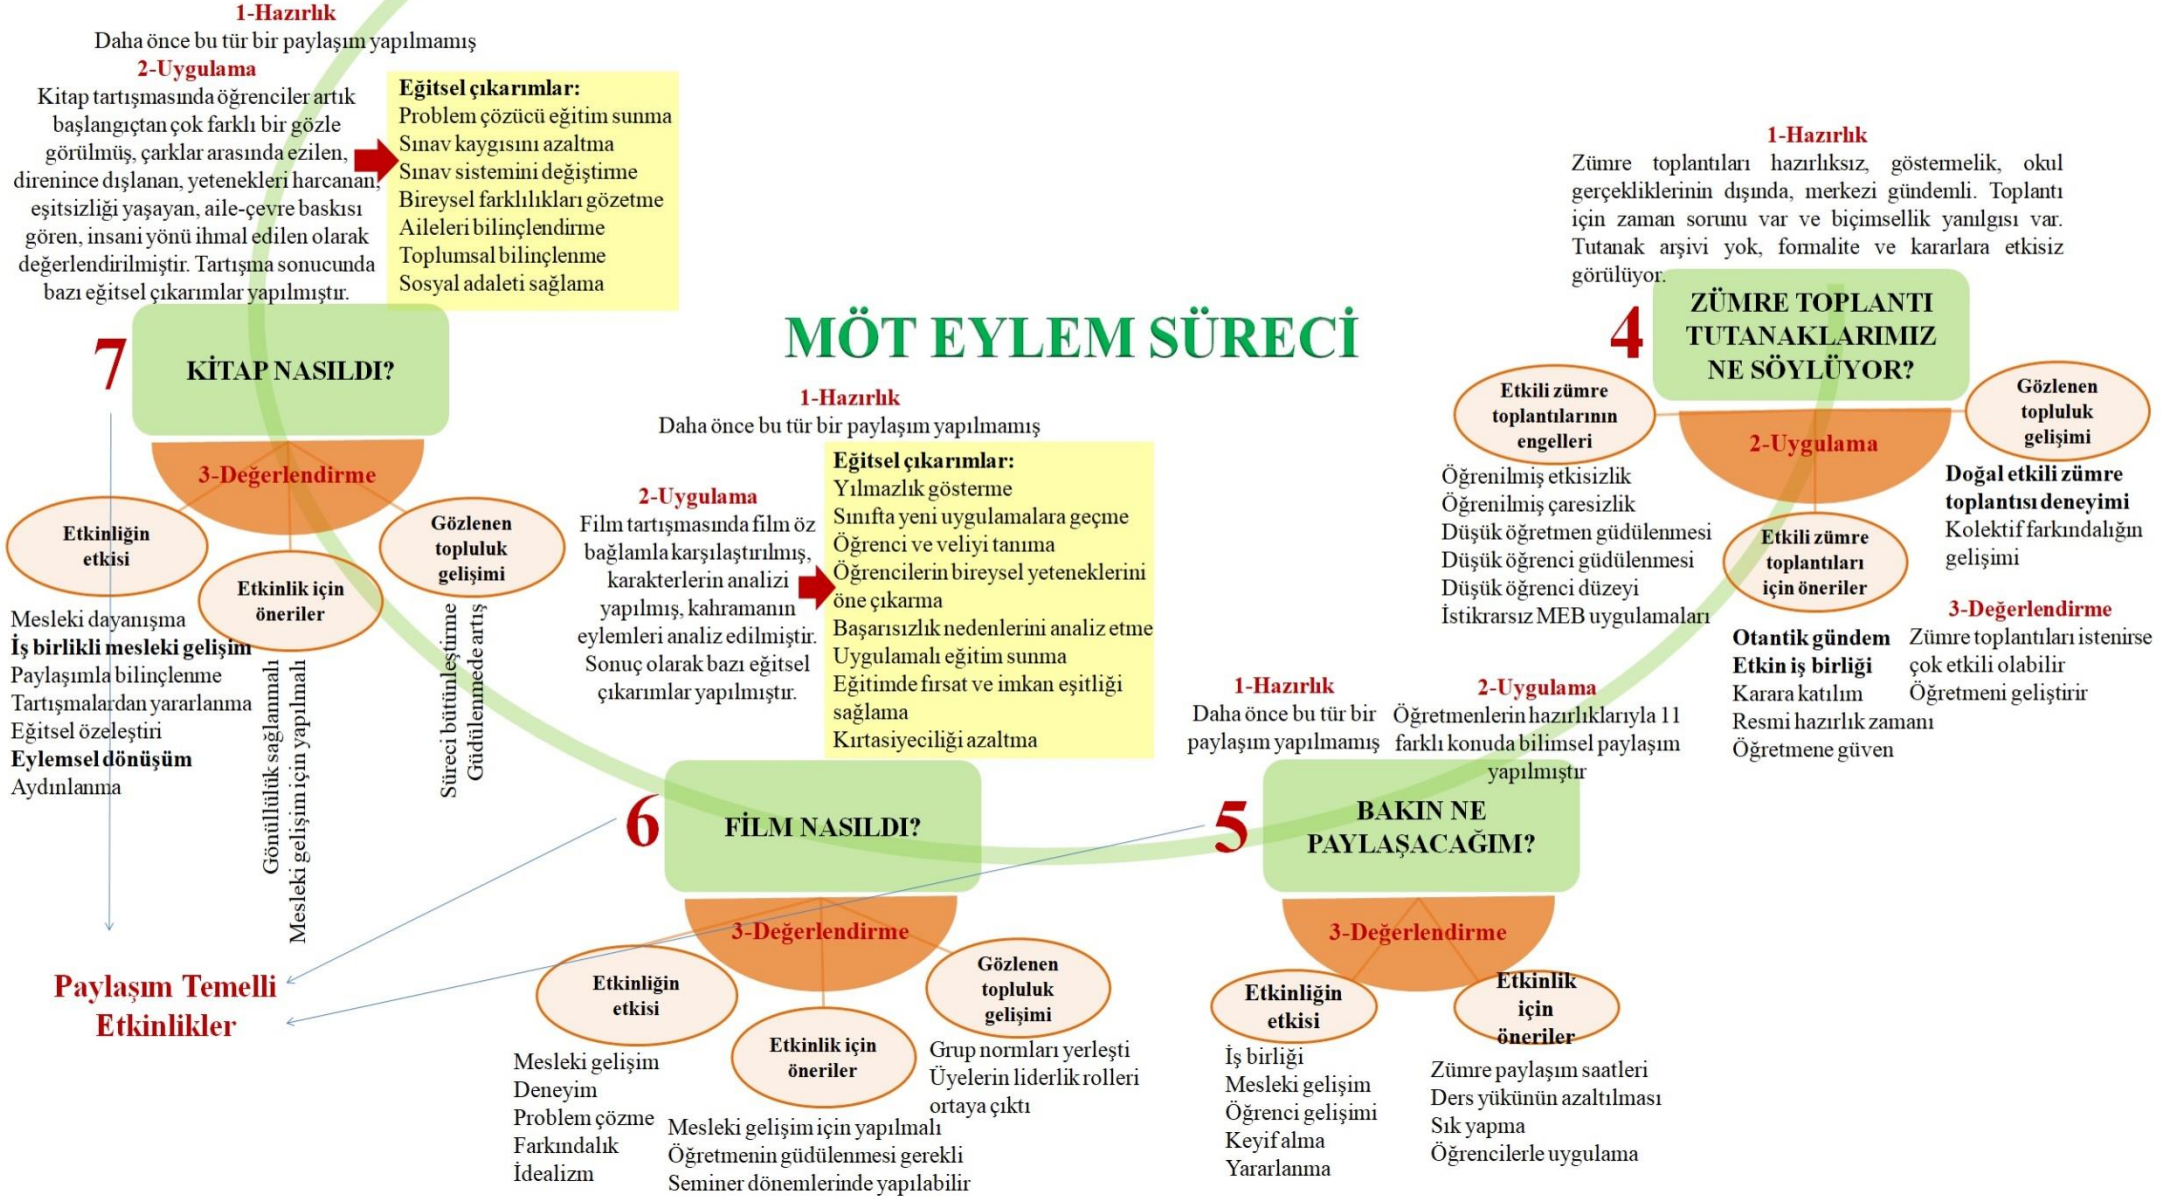 1-Hazırlık
Daha önce bu tür bir paylaşım yapılmamış
2-Uygulama
Kitap tartışmasında öğrenciler artık
başlangıçtan çok farklı bir gözle
görülmüş, çarklar arasında ezilen,
direnince dışlanan, yetenekleri harcanan,
eşitsizliği yaşayan, aile-çevre baskısı
gören, insani yönü ihmal edilen olarak
değerlendirilmiştir. Tartışma sonucunda
bazı eğitsel çıkarımlar yapılmıştır.
Eğitsel çıkarımlar:
Problem çözücü eğitim sunma
Sınav kaygısını azaltma
Sınav sistemini değiştirme
Bireysel farklılıkları gözetme
Aileleri bilinçlendirme
Toplumsal bilinçlenme
Sosyal adaleti sağlama
7
KİTAP NASILDI?
3-Değerlendirme
Etkinliğin
etkisi
Etkinlik için
öneriler
Gözlenen
topluluk
gelişimi
Mesleki dayanışma
İş birlikli mesleki gelişim
Paylaşımla bilinçlenme
Tartışmalardan yararlanma
Eğitsel özeleştiri
Eylemsel dönüşüm
Aydınlanma
Gönüllülük sağlanmalı
Mesleki gelişim için yapılmalı
Süreci bütünleştirme
Güdülenmede artış
Paylaşım Temelli
Etkinlikler
MÖT EYLEM SÜRECİ
1-Hazırlık
Daha önce bu tür bir paylaşım yapılmamış
2-Uygulama
Film tartışmasında film öz
bağlamla karşılaştırılmış,
karakterlerin analizi
yapılmış, kahramanın
eylemleri analiz edilmiştir.
Sonuç olarak bazı eğitsel
çıkarımlar yapılmıştır.
Eğitsel çıkarımlar:
Yılmazlık gösterme
Sınıfta yeni uygulamalara geçme
Öğrenci ve veliyi tanıma
Öğrencilerin bireysel yeteneklerini
öne çıkarma
Başarısızlık nedenlerini analiz etme
Uygulamalı eğitim sunma
Eğitimde fırsat ve imkan eşitliği
sağlama
Kırtasiyeciliği azaltma
6
FİLM NASILDI?
3-Değerlendirme
Etkinliğin
etkisi
Etkinlik için
öneriler
Gözlenen
topluluk
gelişimi
Mesleki gelişim
Deneyim
Problem çözme
Farkındalık
İdealizm
Mesleki gelişim için yapılmalı
Öğretmenin güdülenmesi gerekli
Seminer dönemlerinde yapılabilir
Grup normları yerleşti
Üyelerin liderlik rolleri
ortaya çıktı
1-Hazırlık
Daha önce bu tür bir
paylaşım yapılmamış
2-Uygulama
Öğretmenlerin hazırlıklarıyla 11
farklı konuda bilimsel paylaşım
yapılmıştır
5
BAKIN NE
PAYLAŞACAĞIM?
3-Değerlendirme
Etkinliğin
etkisi
Etkinlik
için
öneriler
İş birliği
Mesleki gelişim
Öğrenci gelişimi
Keyif alma
Yararlanma
Zümre paylaşım saatleri
Ders yükünün azaltılması
Sık yapma
Öğrencilerle uygulama
1-Hazırlık
Zümre toplantıları hazırlıksız, göstermelik, okul
gerçekliklerinin dışında, merkezi gündemli. Toplantı
için zaman sorunu var ve biçimsellik yanılgısı var.
Tutanak arşivi yok, formalite ve kararlara etkisiz
görülüyor.
4
ZÜMRE TOPLANTI
TUTANAKLARIMIZ
NE SÖYLÜYOR?
2-Uygulama
Etkili zümre
toplantılarının
engelleri
Etkili zümre
toplantıları
için öneriler
Gözlenen
topluluk
gelişimi
Öğrenilmiş etkisizlik
Öğrenilmiş çaresizlik
Düşük öğretmen güdülenmesi
Düşük öğrenci güdülenmesi
Düşük öğrenci düzeyi
İstikrarsız MEB uygulamaları
Otantik gündem
Etkin iş birliği
Karara katılım
Resmi hazırlık zamanı
Öğretmene güven
Doğal etkili zümre
toplantısı deneyimi
Kolektif farkındalığın
gelişimi
3-Değerlendirme
Zümre toplantıları istenirse
çok etkili olabilir
Öğretmeni geliştirir